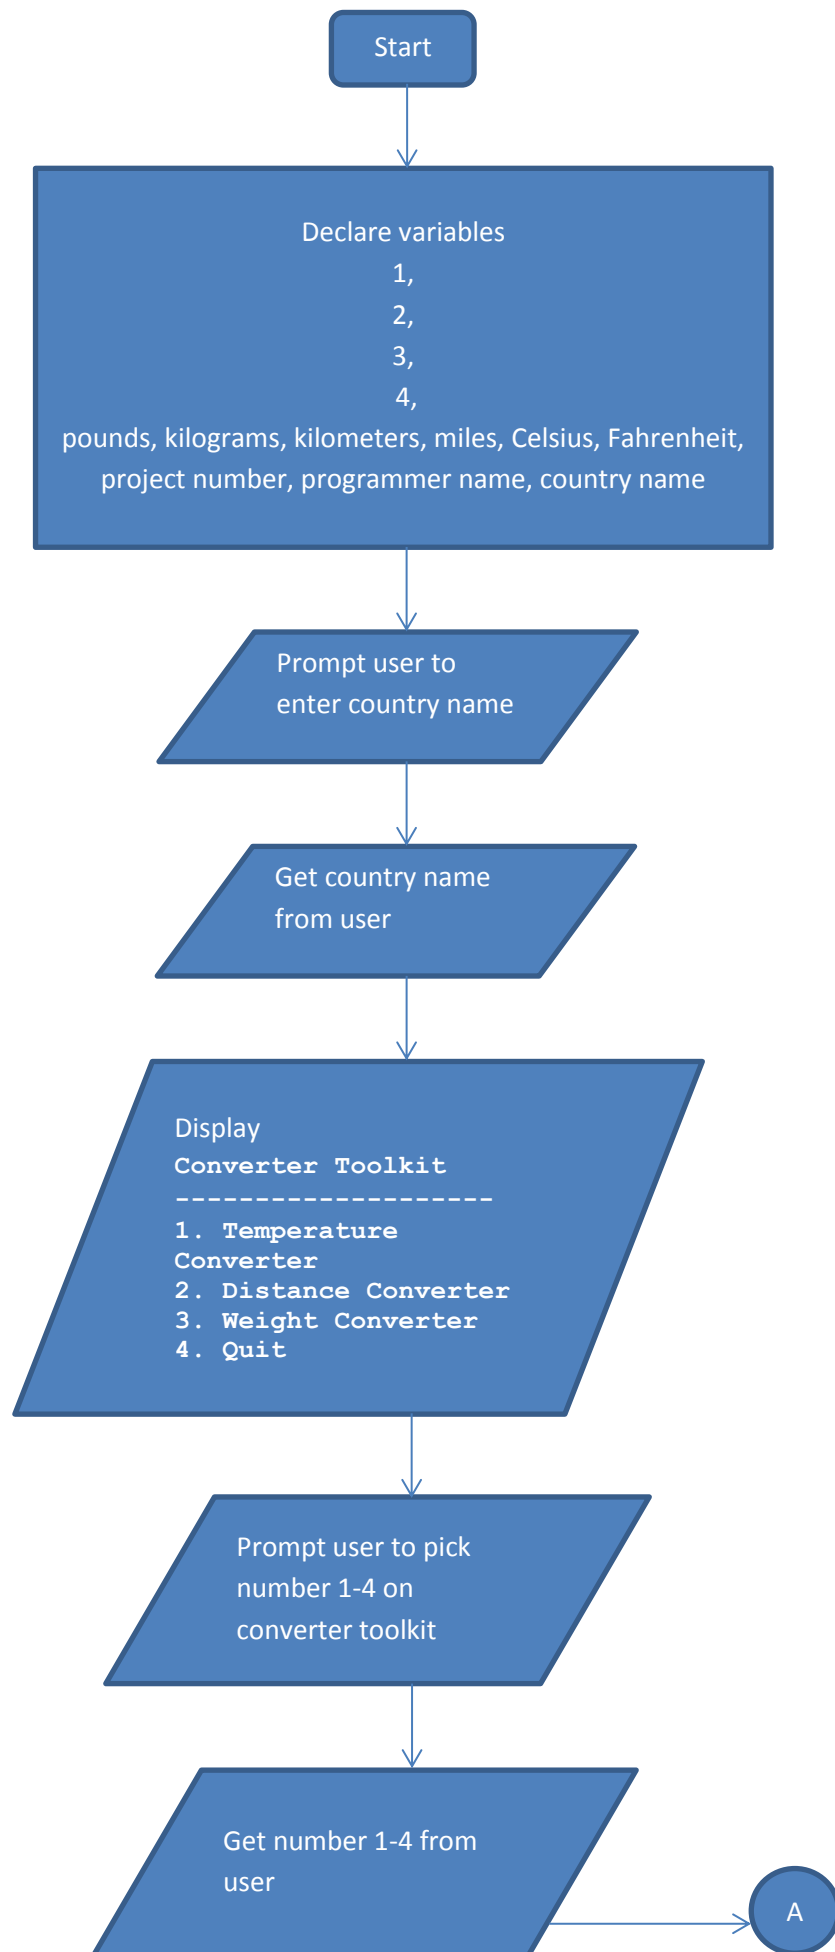 Start
Declare variables
1,
2,
3,
4,
pounds, kilograms, kilometers, miles, Celsius, Fahrenheit,
project number, programmer name, country name
Prompt user to
enter country name
Get country name
from user
Display
Converter Toolkit
--------------------
1. Temperature
Converter
2. Distance Converter
3. Weight Converter
4. Quit
Prompt user to pick
number 1-4 on
converter toolkit
Get number 1-4 from
user
A